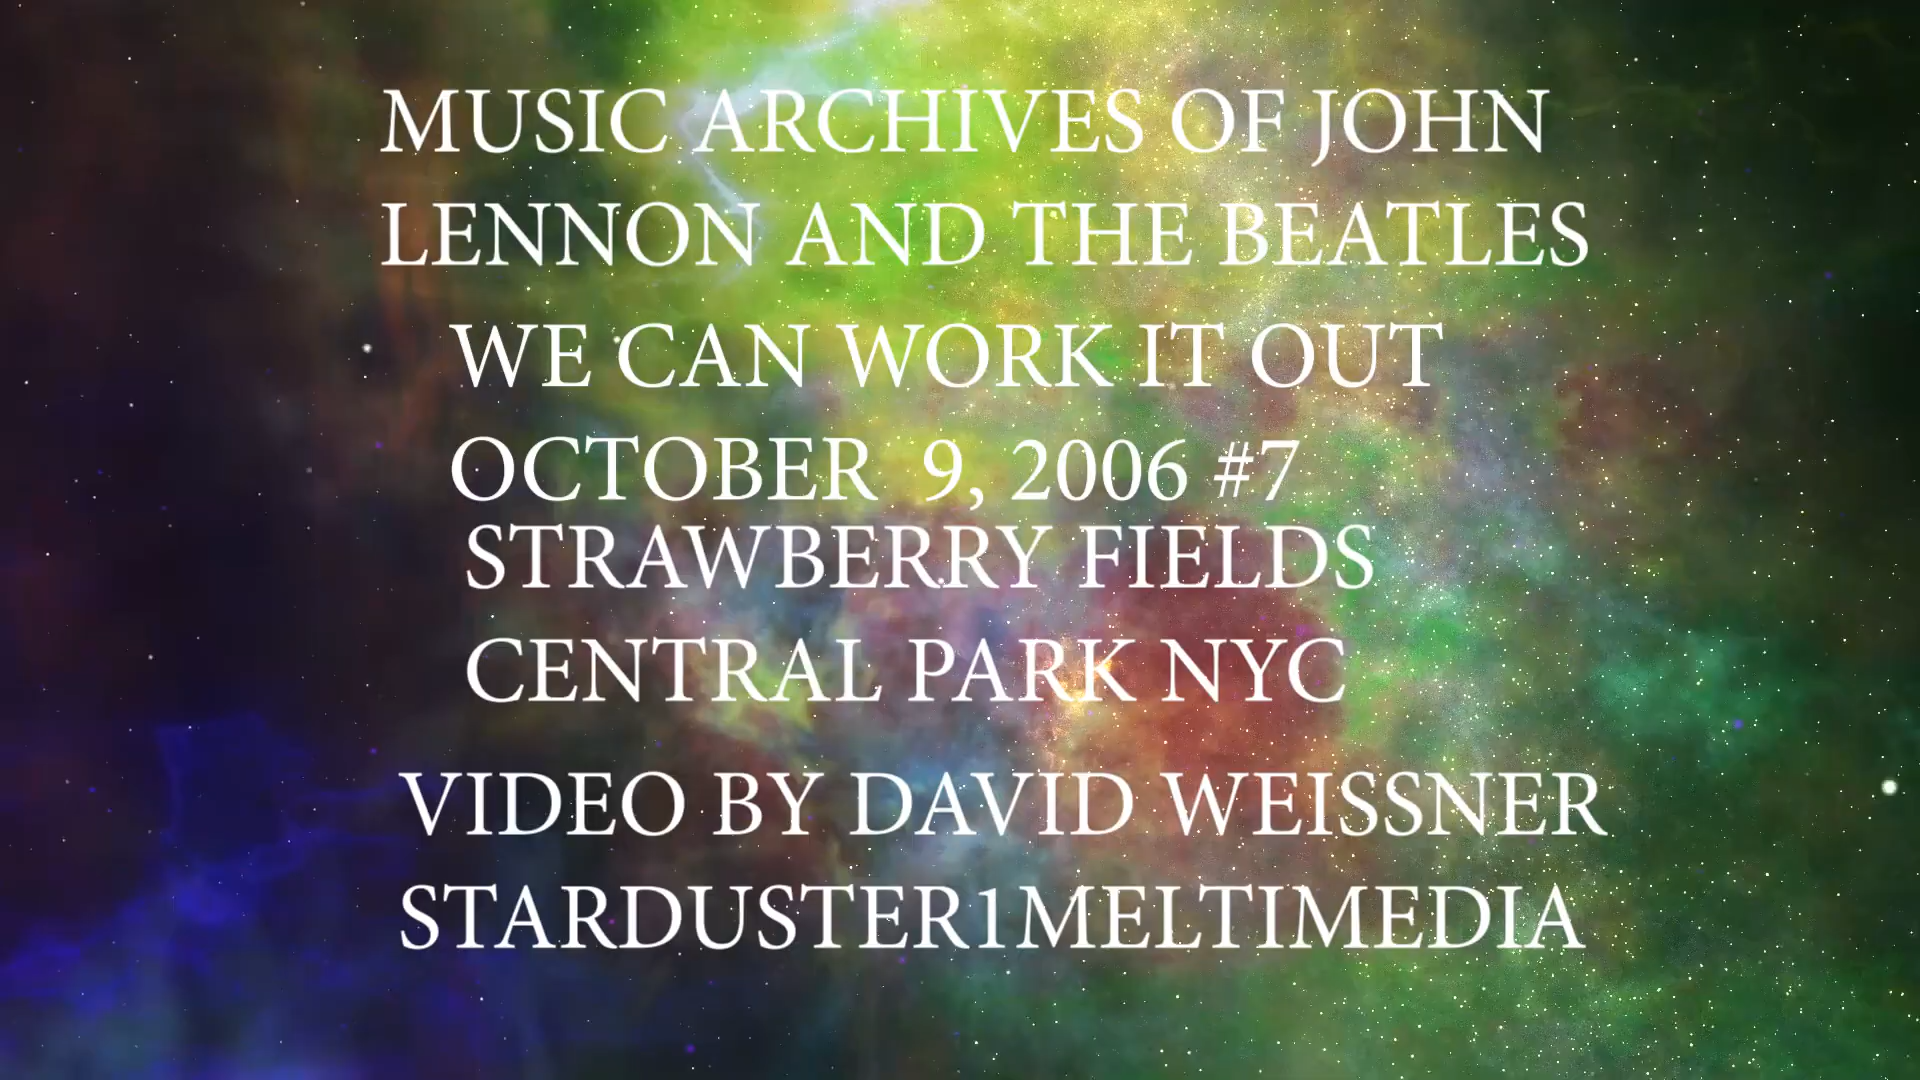 MUSIC ARCHIVES OF JOHN
LENNON AND THE BEATLES
WE CAN WORK IT OUT
OCTOBER  9, 2006 #7
STRAWBERRY FIELDS
CENTRAL PARK NYC
VIDEO BY DAVID WEISSNER
STARDUSTER1MELTIMEDIA